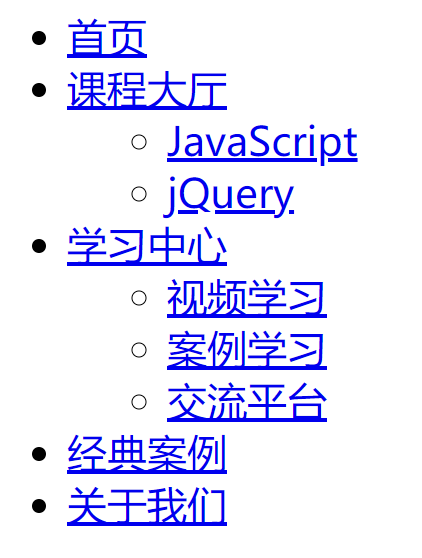 首页
课程大厅
JavaScript
jQuery
学习中心
视频学习
案例学习
交流平台
经典案例
关于我们